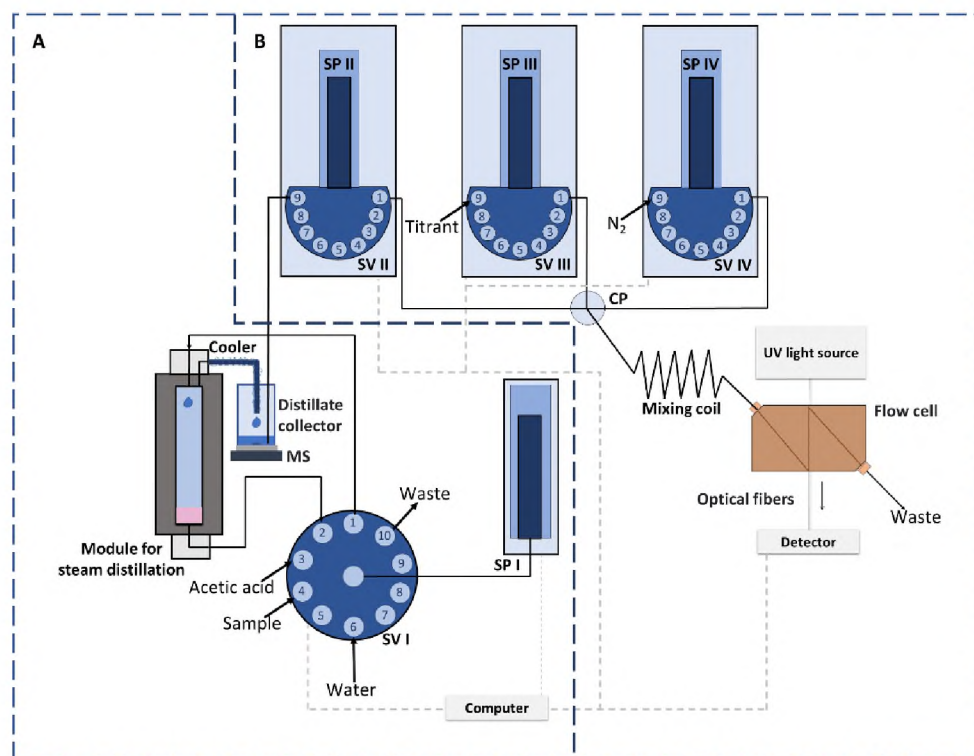 A
B
SP II
SP III
SP IV
9
8
7
6
5
4
3
2
1
SV II
Titrant
9
8
7
6
5
4
3
2
1
SV III
N2
9
8
7
6
5
4
3
2
1
SV IV
CP
Cooler
Distillate
collector
MS
Module for
steam distillation
UV light source
Mixing coil
Flow cell
Optical fibers
Waste
Detector
Waste
1
2
3
4
5
6
7
8
9
10
Acetic acid
Sample
SV I
Water
SP I
Computer